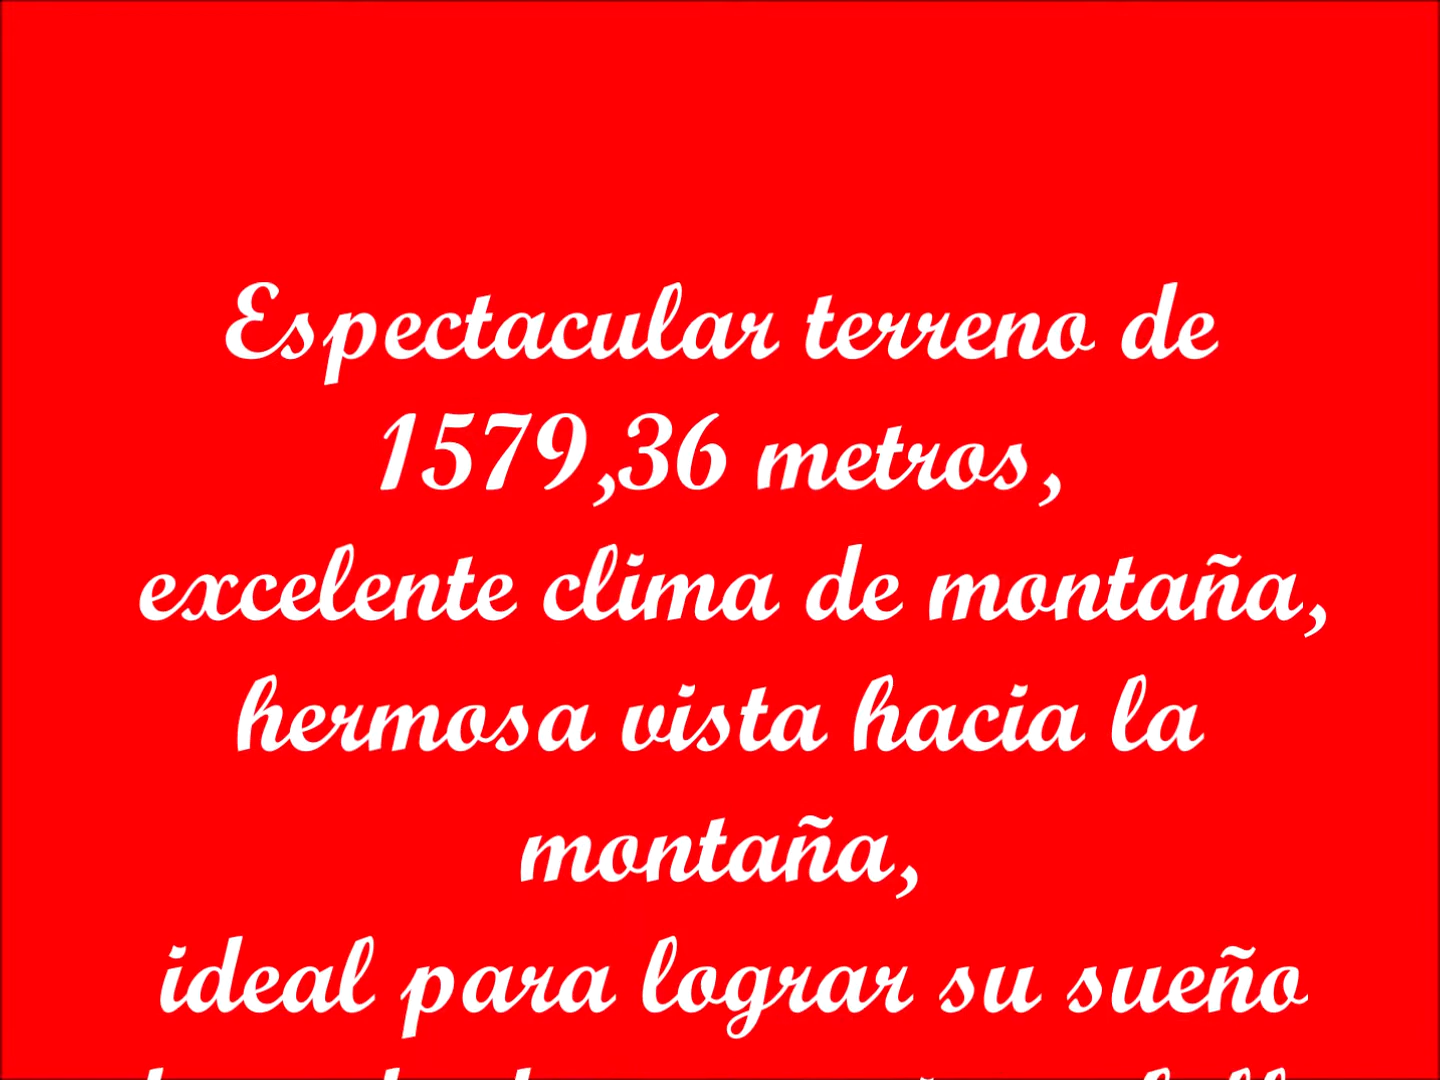 Espectacular terreno de
1579,36 metros,
excelente clima de montaña,
hermosa vista hacia la
montaña,
ideal para lograr su sueño